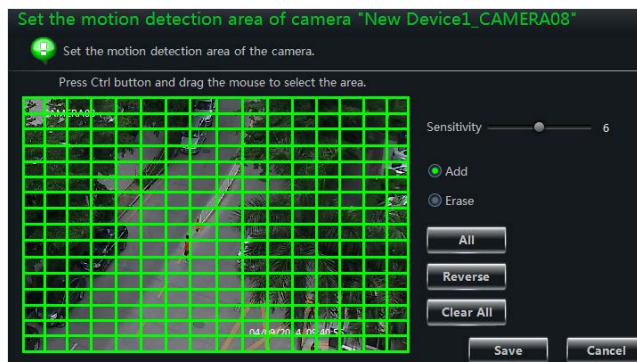 Set the motion detection area of camera "New Device1_CAMERA08"
Set the motion detection area of the camera.
Press Ctrl button and drag the mouse to select the area.
CAMERA08
Sensitivity 6
Add
Erase
All
Reverse
Clear All
Save Cancel